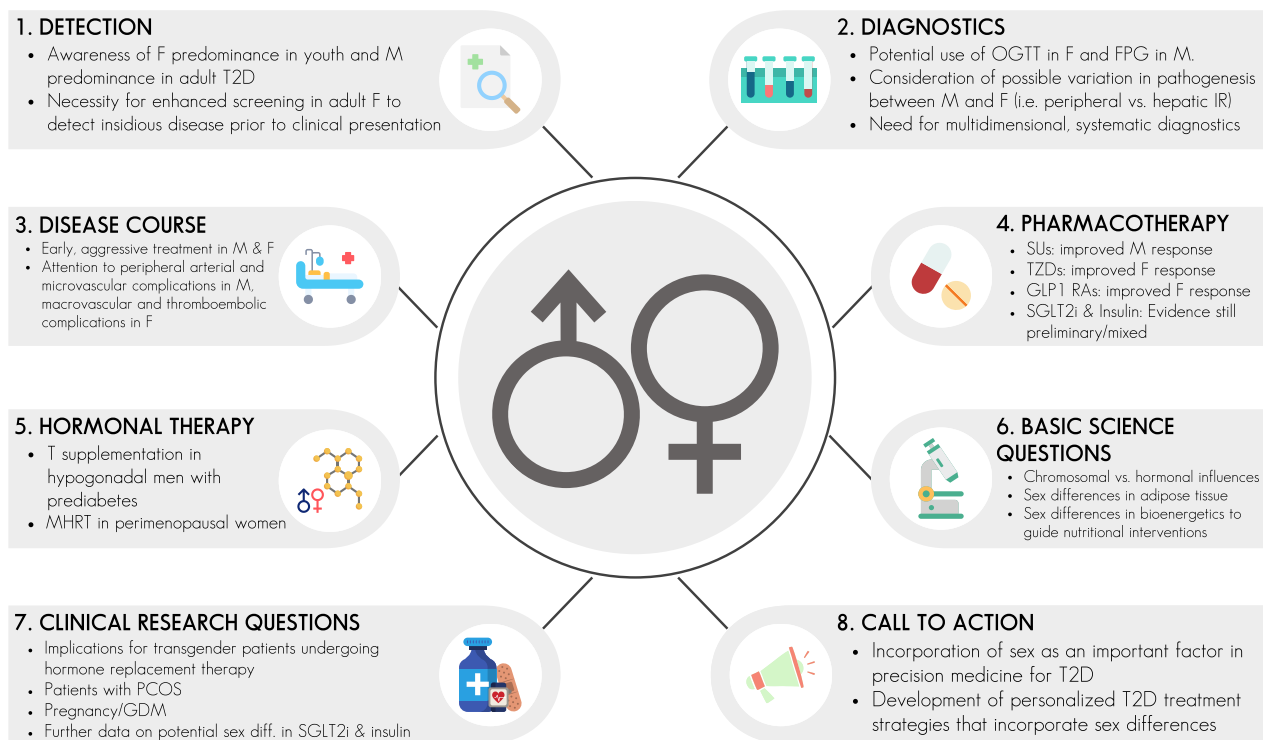 1. DETECTION
• Awareness of F predominance in youth and M
predominance in adult T2D
• Necessity for enhanced screening in adult F to
detect insidious disease prior to clinical presentation
2. DIAGNOSTICS
• Potential use of OGTT in F and FPG in M.
• Consideration of possible variation in pathogenesis
between M and F (i.e. peripheral vs. hepatic IR)
• Need for multidimensional, systematic diagnostics
3. DISEASE COURSE
• Early, aggressive treatment in M & F
• Attention to peripheral arterial and
microvascular complications in M,
macrovascular and thromboembolic
complications in F
4. PHARMACOTHERAPY
• SUs: improved M response
• TZDs: improved F response
• GLP1 RAs: improved F response
• SGLT2i & Insulin: Evidence still
preliminary/mixed
5. HORMONAL THERAPY
• T supplementation in
hypogonadal men with
prediabetes
• MHRT in perimenopausal women
6. BASIC SCIENCE
QUESTIONS
• Chromosomal vs. hormonal influences
• Sex differences in adipose tissue
• Sex differences in bioenergetics to
guide nutritional interventions
7. CLINICAL RESEARCH QUESTIONS
• Implications for transgender patients undergoing
hormone replacement therapy
• Patients with PCOS
• Pregnancy/GDM
• Further data on potential sex diff. in SGLT2i & insulin
8. CALL TO ACTION
• Incorporation of sex as an important factor in
precision medicine for T2D
• Development of personalized T2D treatment
strategies that incorporate sex differences